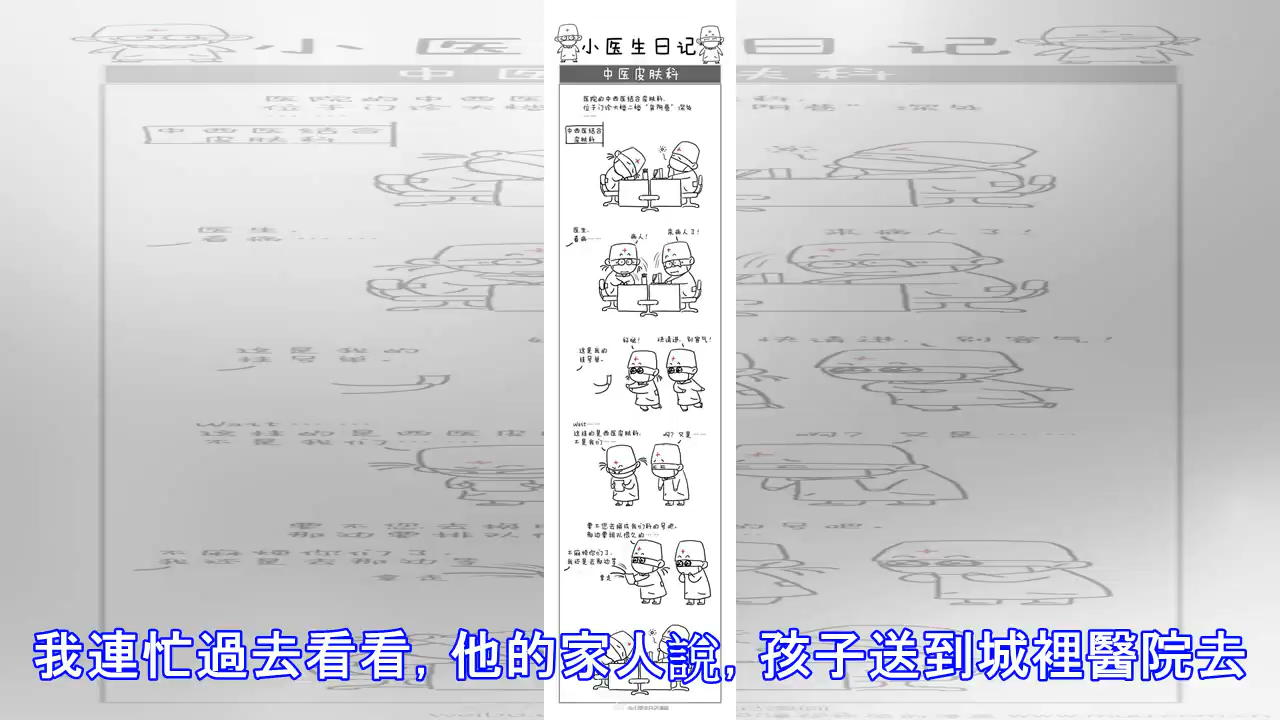 小医生日记
中医皮肤科
医院的中西医结合皮肤科,
位于门诊大楼二楼"背阴巷"深处
……
中西医结合
皮肤科
医生,
看病……
病人!
来病人了!
好哒!
快请进, 别客气!
这是我的
挂号单。
Wait……
这挂的是西医皮肤科,
不是我们……
啊? 又是……
要不您去换成我们科的号吧,
那边要排队很久的……
不麻烦你们了,
我还是去那边等
拿走
我連忙過去看看, 他的家人說, 孩子送到城裡醫院去